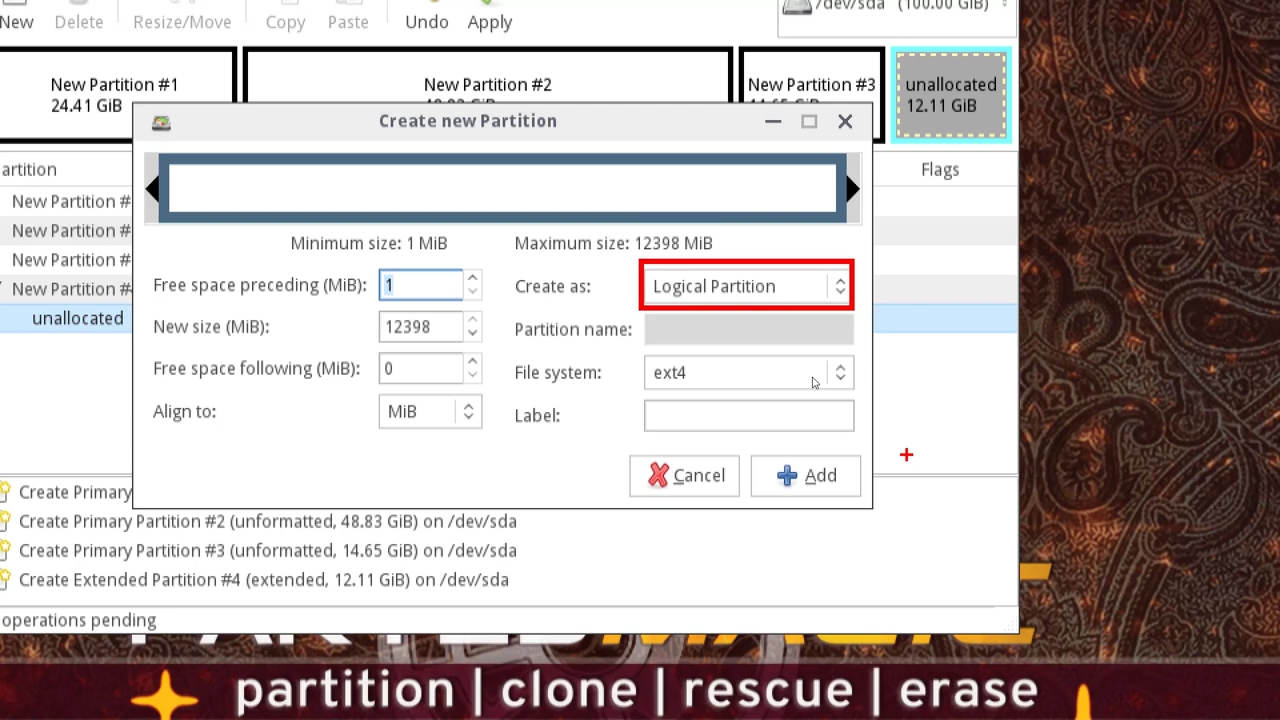 New Delete Resize/Move Copy Paste Undo Apply
/dev/sda (100.00 GiB)
New Partition #1
24.41 GiB
New Partition #2
New Partition #3
unallocated
12.11 GiB
Create new Partition
artition
Flags
New Partition #
New Partition #
New Partition #
New Partition #
unallocated
Minimum size: 1 MiB
Maximum size: 12398 MiB
Free space preceding (MiB): 1
Create as: Logical Partition
New size (MiB): 12398
Partition name:
Free space following (MiB): 0
File system: ext4
Align to: MiB
Label:
Cancel
Add
Create Primary
Create Primary Partition #2 (unformatted, 48.83 GiB) on /dev/sda
Create Primary Partition #3 (unformatted, 14.65 GiB) on /dev/sda
Create Extended Partition #4 (extended, 12.11 GiB) on /dev/sda
operations pending
partition | clone | rescue | erase